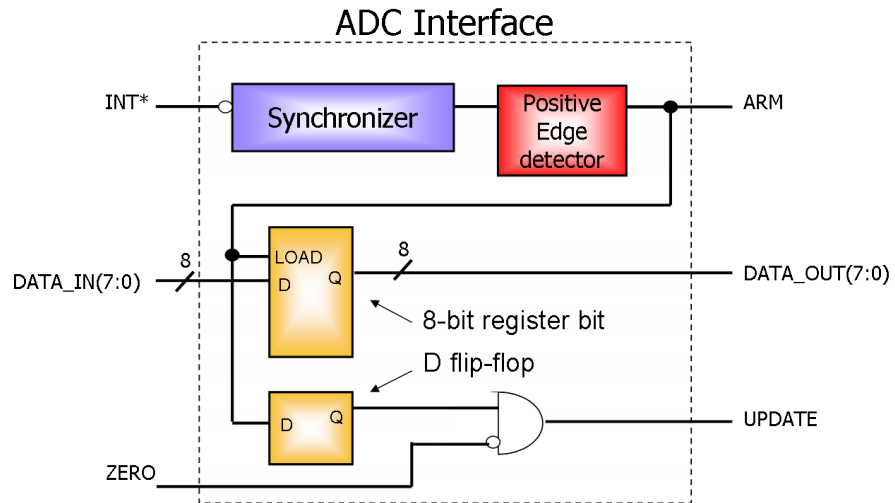 ADC Interface
INT*
Synchronizer
Positive
Edge
detector
ARM
8
LOAD
D
Q
8
DATA_IN(7:0)
DATA_OUT(7:0)
8-bit register bit
D flip-flop
D
Q
UPDATE
ZERO